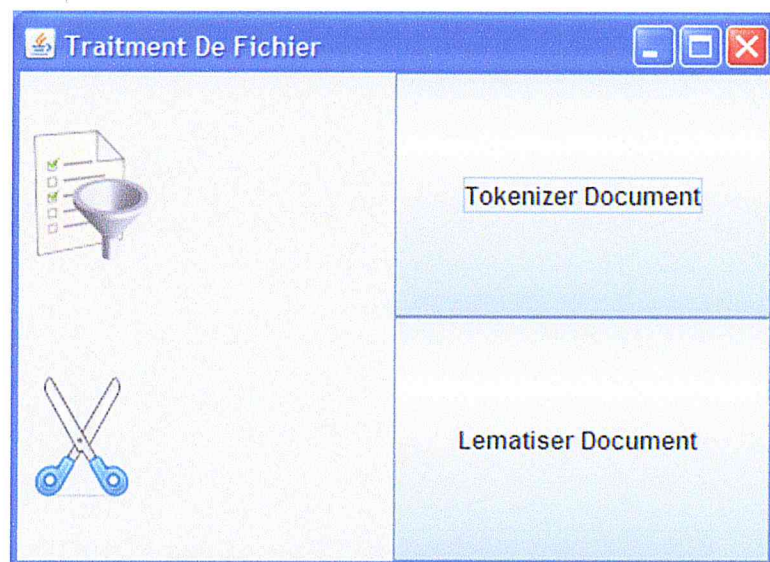 Traitment De Fichier
Tokenizer Document
Lematiser Document